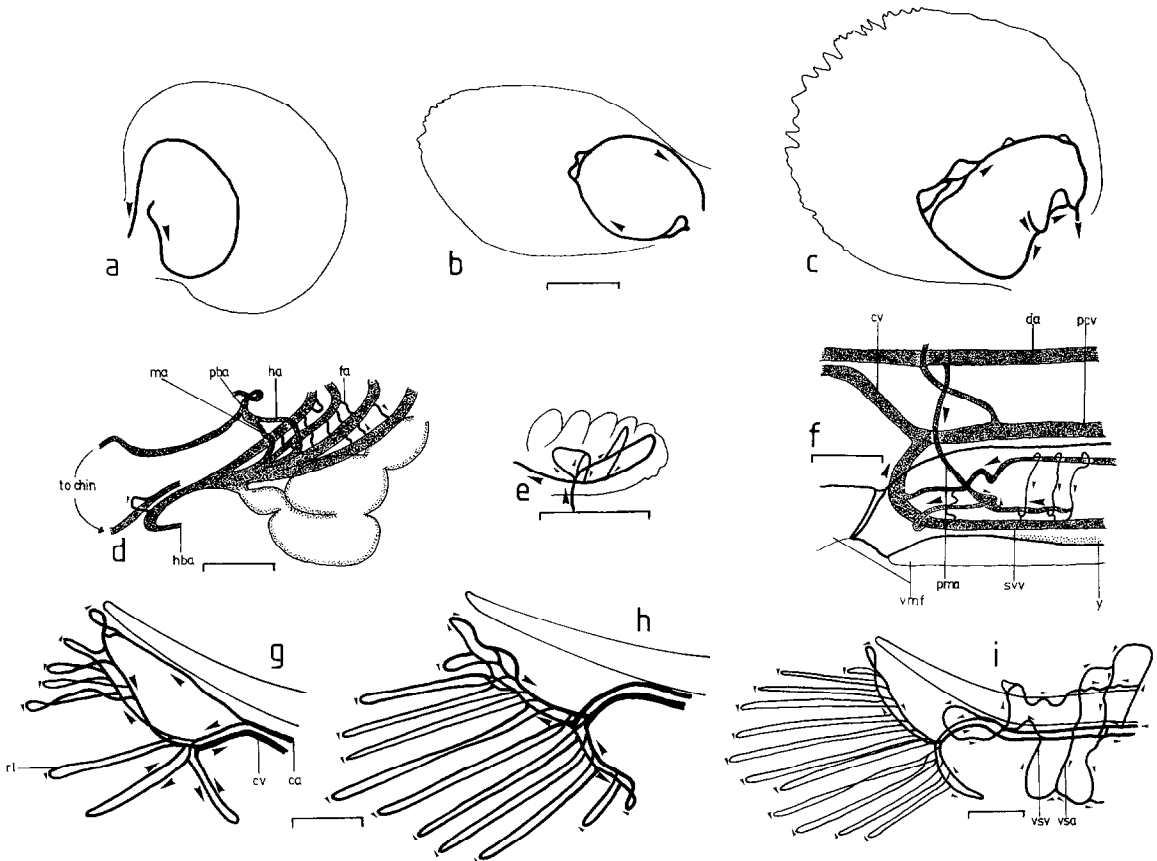 a
b
c
ma pba ha fa
to chin
d
hba
e
cv da pcv
f
vmf pma svv y
g
rl cv ca
h
i
vsv vsa